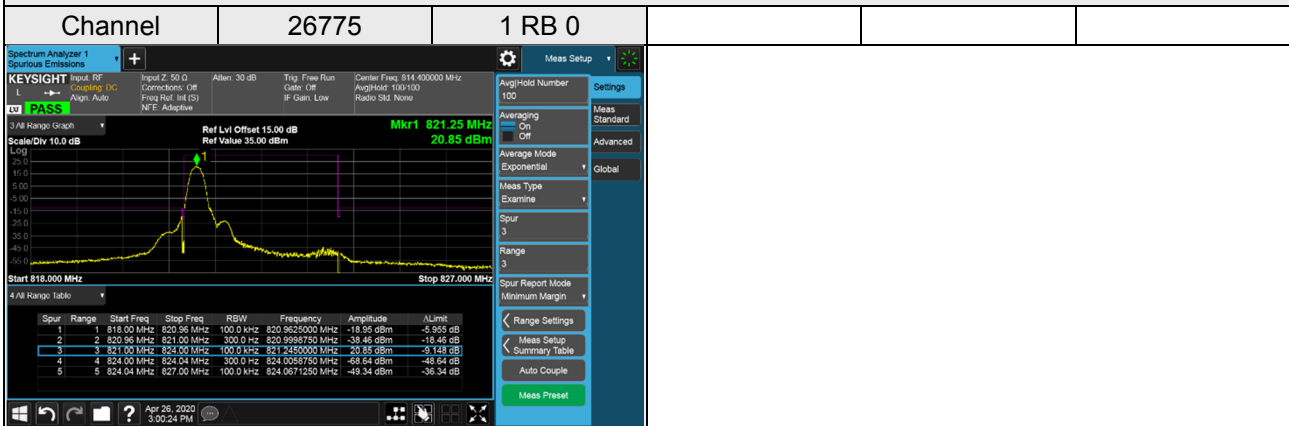 Channel 26775 1 RB 0
Spectrum Analyzer 1
Spurious Emissions
+
Meas Setup
KEYSIGHT Input: RF Input Z: 50 Ω Atten: 30 dB Trig: Free Run Center Freq: 814.400000 MHz
L Coupling: DC Corrections: Off Gate: Off Avg|Hold: 100/100
Align: Auto Freq Ref: Int (S) IF Gain: Low Radio Std: None
LXI PASS NFE: Adaptive
3 All Range Graph
Ref Lvl Offset 15.00 dB Mkr1 821.25 MHz
Scale/Div 10.0 dB Ref Value 35.00 dBm 20.85 dBm
Log
1
25.0
15.0
5.00
-5.00
-15.0
-25.0
-35.0
-45.0
-55.0
Start 818.000 MHz Stop 827.000 MHz
4 All Range Table
Spur Range Start Freq Stop Freq RBW Frequency Amplitude ΔLimit
1 1 818.00 MHz 820.96 MHz 100.0 kHz 820.9625000 MHz -18.95 dBm -5.955 dB
2 2 820.96 MHz 821.00 MHz 300.0 Hz 820.9998750 MHz -38.46 dBm -18.46 dB
3 3 821.00 MHz 824.00 MHz 100.0 kHz 821.2450000 MHz 20.85 dBm -9.148 dB
4 4 824.00 MHz 824.04 MHz 300.0 Hz 824.0058750 MHz -68.64 dBm -48.64 dB
5 5 824.04 MHz 827.00 MHz 100.0 kHz 824.0671250 MHz -49.34 dBm -36.34 dB
Avg|Hold Number
100
Averaging
On
Off
Average Mode
Exponential
Meas Type
Examine
Spur
3
Range
3
Spur Report Mode
Minimum Margin
Range Settings
Meas Setup
Summary Table
Auto Couple
Meas Preset
Settings
Meas
Standard
Advanced
Global
?
Apr 26, 2020
3:00:24 PM